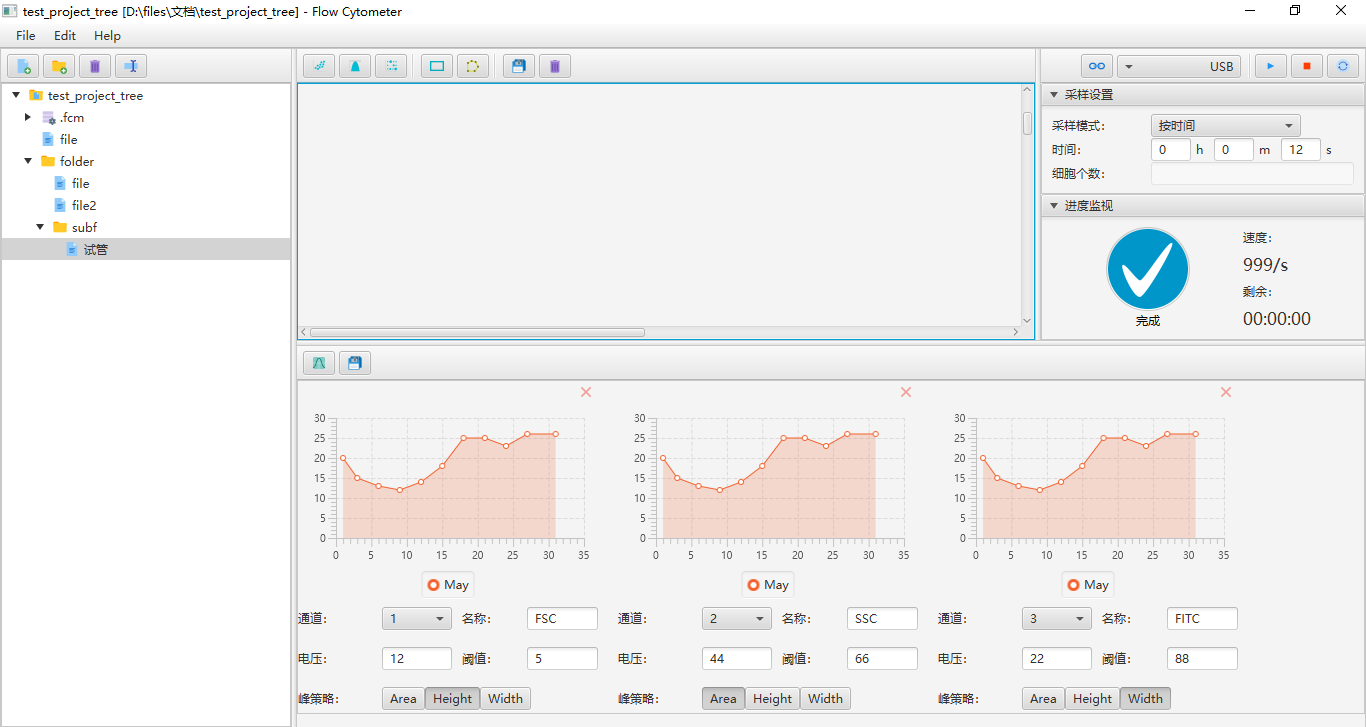 test_project_tree [D:\files\文档\test_project_tree] - Flow Cytometer
File Edit Help
USB
test_project_tree
.fcm
file
folder
file
file2
subf
试管
采样设置
采样模式: 按时间
时间: 0 h 0 m 12 s
细胞个数:
进度监视
速度:
999/s
剩余:
00:00:00
完成
30
25
20
15
10
5
0
0 5 10 15 20 25 30 35
May
通道: 1 名称: FSC
电压: 12 阈值: 5
峰策略: Area Height Width
30
25
20
15
10
5
0
0 5 10 15 20 25 30 35
May
通道: 2 名称: SSC
电压: 44 阈值: 66
峰策略: Area Height Width
30
25
20
15
10
5
0
0 5 10 15 20 25 30 35
May
通道: 3 名称: FITC
电压: 22 阈值: 88
峰策略: Area Height Width